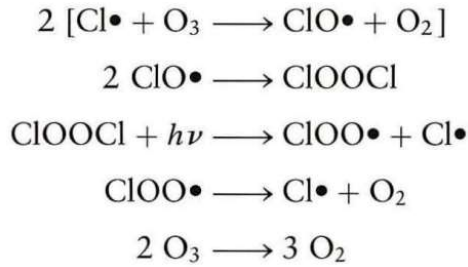 2 [Cl• + O₃ ⟶ ClO• + O₂]
2 ClO• ⟶ ClOOCl
ClOOCl + hν ⟶ ClOO• + Cl•
ClOO• ⟶ Cl• + O₂
2 O₃ ⟶ 3 O₂